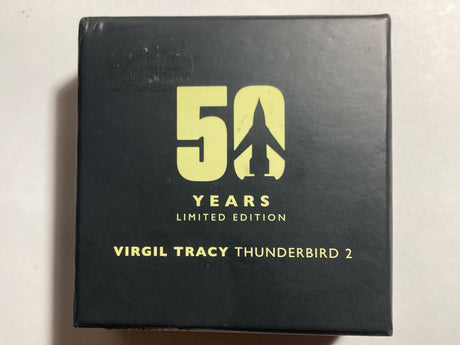 50
YEARS
LIMITED EDITION
VIRGIL TRACY THUNDERBIRD 2